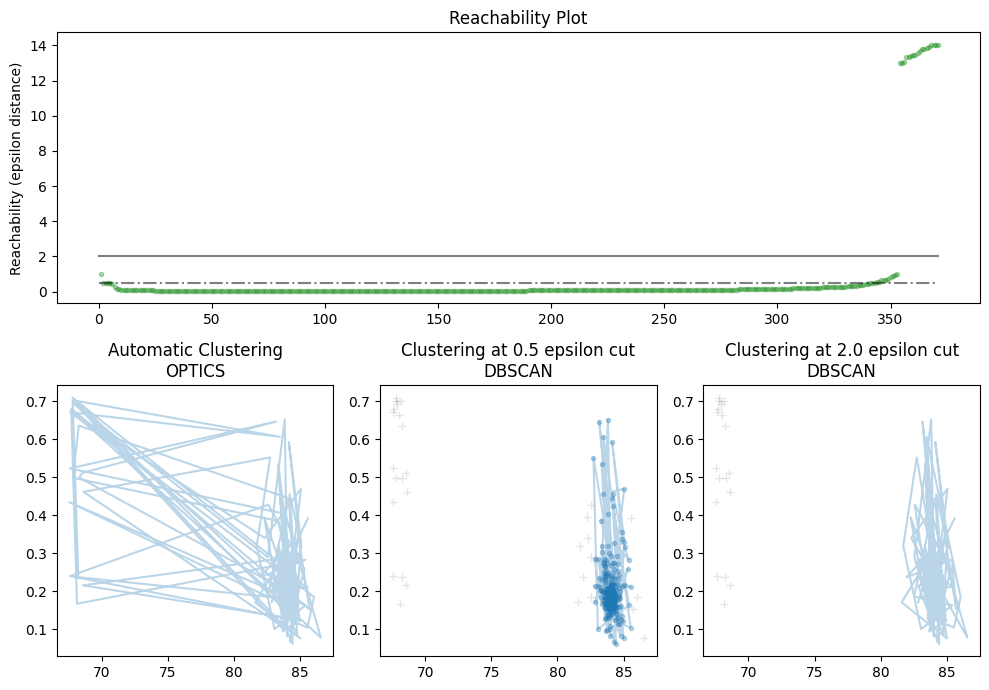 Reachability Plot
Reachability (epsilon distance)
14
12
10
8
6
4
2
0
0 50 100 150 200 250 300 350
Automatic Clustering
OPTICS
Clustering at 0.5 epsilon cut
DBSCAN
Clustering at 2.0 epsilon cut
DBSCAN
0.7
0.6
0.5
0.4
0.3
0.2
0.1
70 75 80 85
0.7
0.6
0.5
0.4
0.3
0.2
0.1
70 75 80 85
0.7
0.6
0.5
0.4
0.3
0.2
0.1
70 75 80 85